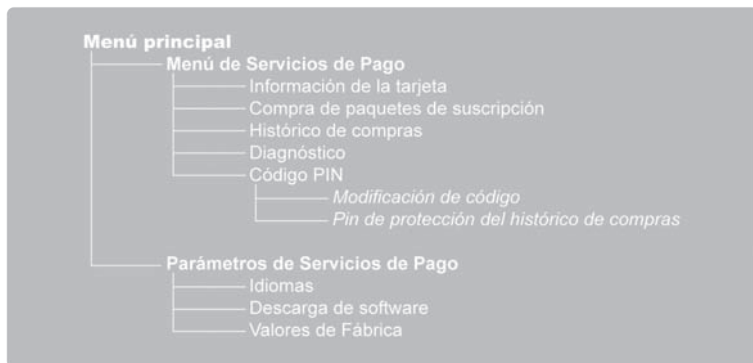 Menú principal
Menú de Servicios de Pago
Información de la tarjeta
Compra de paquetes de suscripción
Histórico de compras
Diagnóstico
Código PIN
Modificación de código
Pin de protección del histórico de compras
Parámetros de Servicios de Pago
Idiomas
Descarga de software
Valores de Fábrica